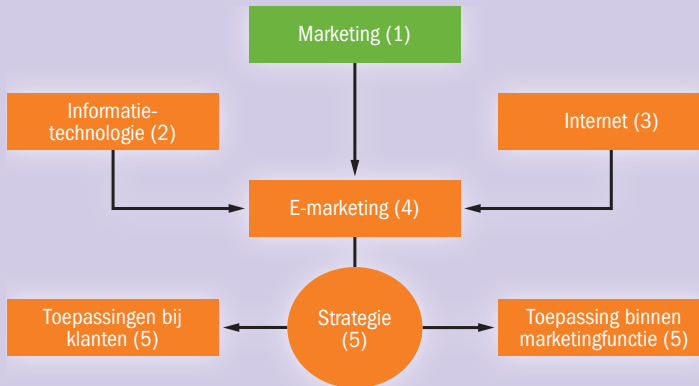 Marketing (1)
Informatie-
technologie (2)
Internet (3)
E-marketing (4)
Toepassingen bij
klanten (5)
Strategie
(5)
Toepassing binnen
marketingfunctie (5)